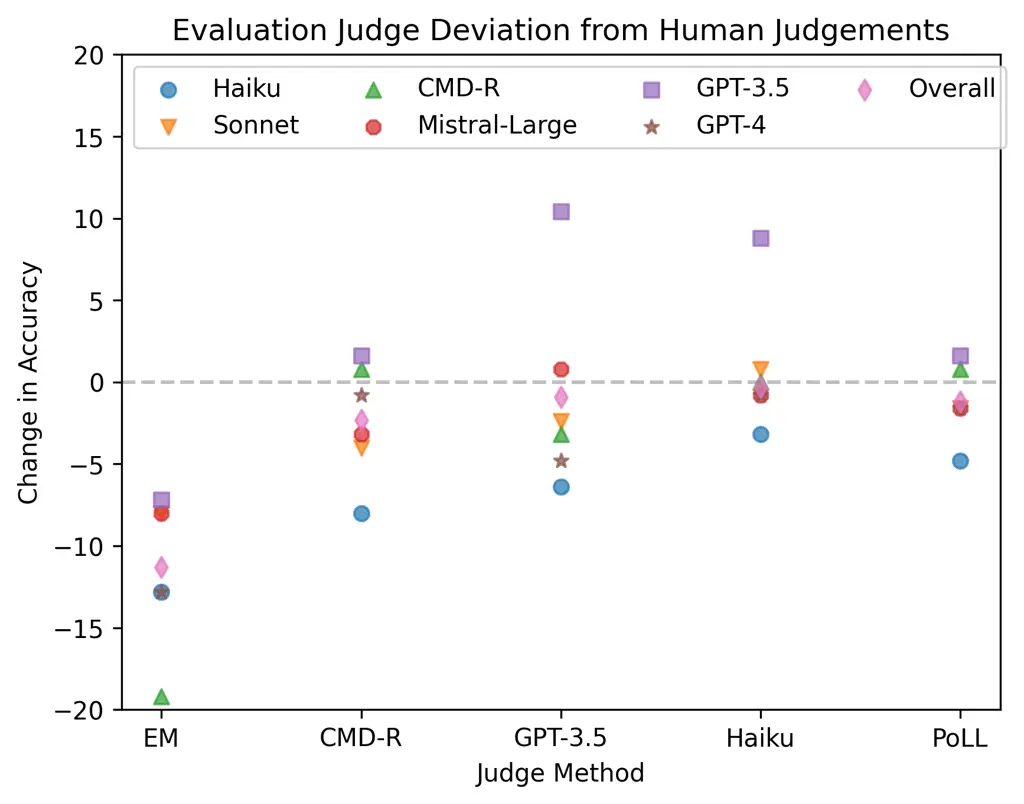 Evaluation Judge Deviation from Human Judgements
Haiku
CMD-R
GPT-3.5
Overall
Sonnet
Mistral-Large
GPT-4
20
15
10
5
0
−5
−10
−15
−20
Change in Accuracy
EM
CMD-R
GPT-3.5
Haiku
PoLL
Judge Method